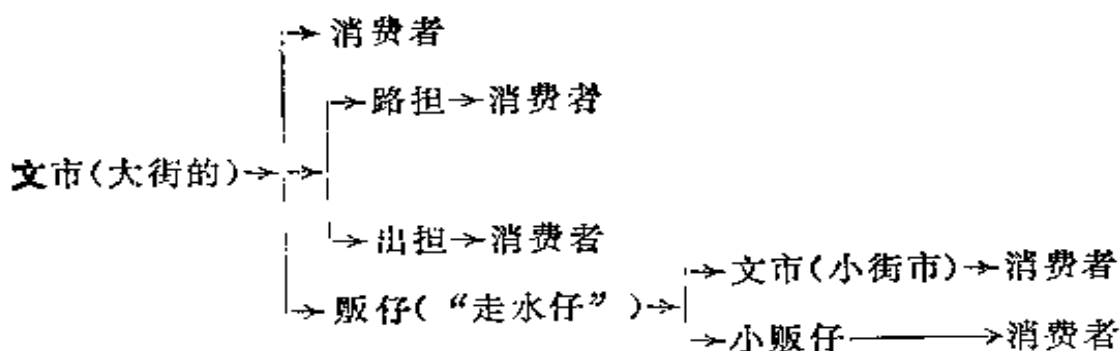 消费者
路担→消费者
文市(大街的)→
出担→消费者
文市(小街市)→消费者
贩仔(“走水仔”)→
小贩仔→消费者